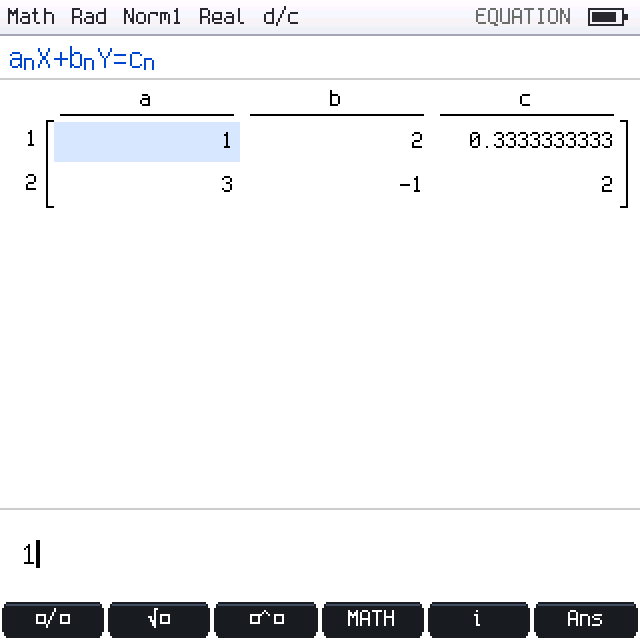 Math Rad Norm1 Real d/c EQUATION
aₙX+bₙY=cₙ
a b c
1 1 2 0.3333333333
2 3 -1 2
1
□/□ √□ □^□ MATH i Ans